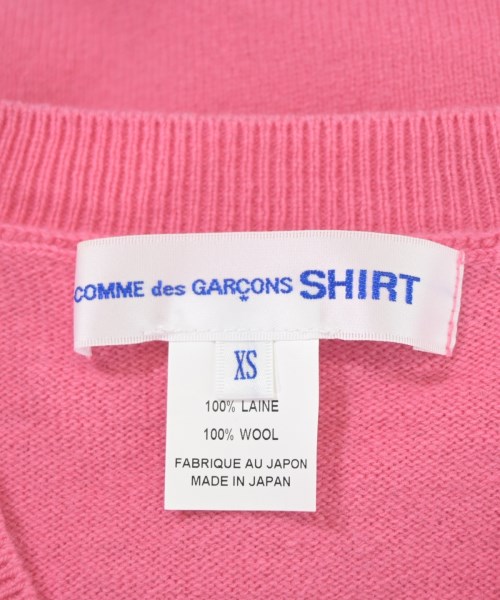 COMME des GARÇONS SHIRT
XS
100% LAINE
100% WOOL
FABRIQUE AU JAPON
MADE IN JAPAN